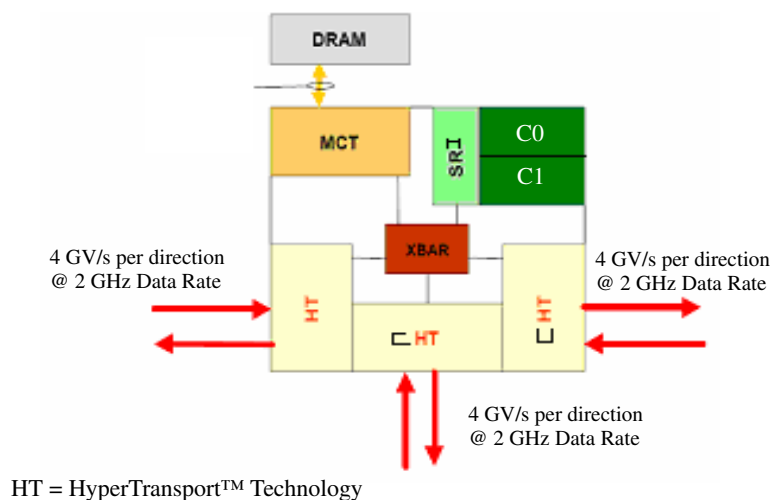 DRAM
MCT
SRI
C0
C1
XBAR
4 GV/s per direction
@ 2 GHz Data Rate
4 GV/s per direction
@ 2 GHz Data Rate
HT
HT
HT
4 GV/s per direction
@ 2 GHz Data Rate
HT = HyperTransport™ Technology